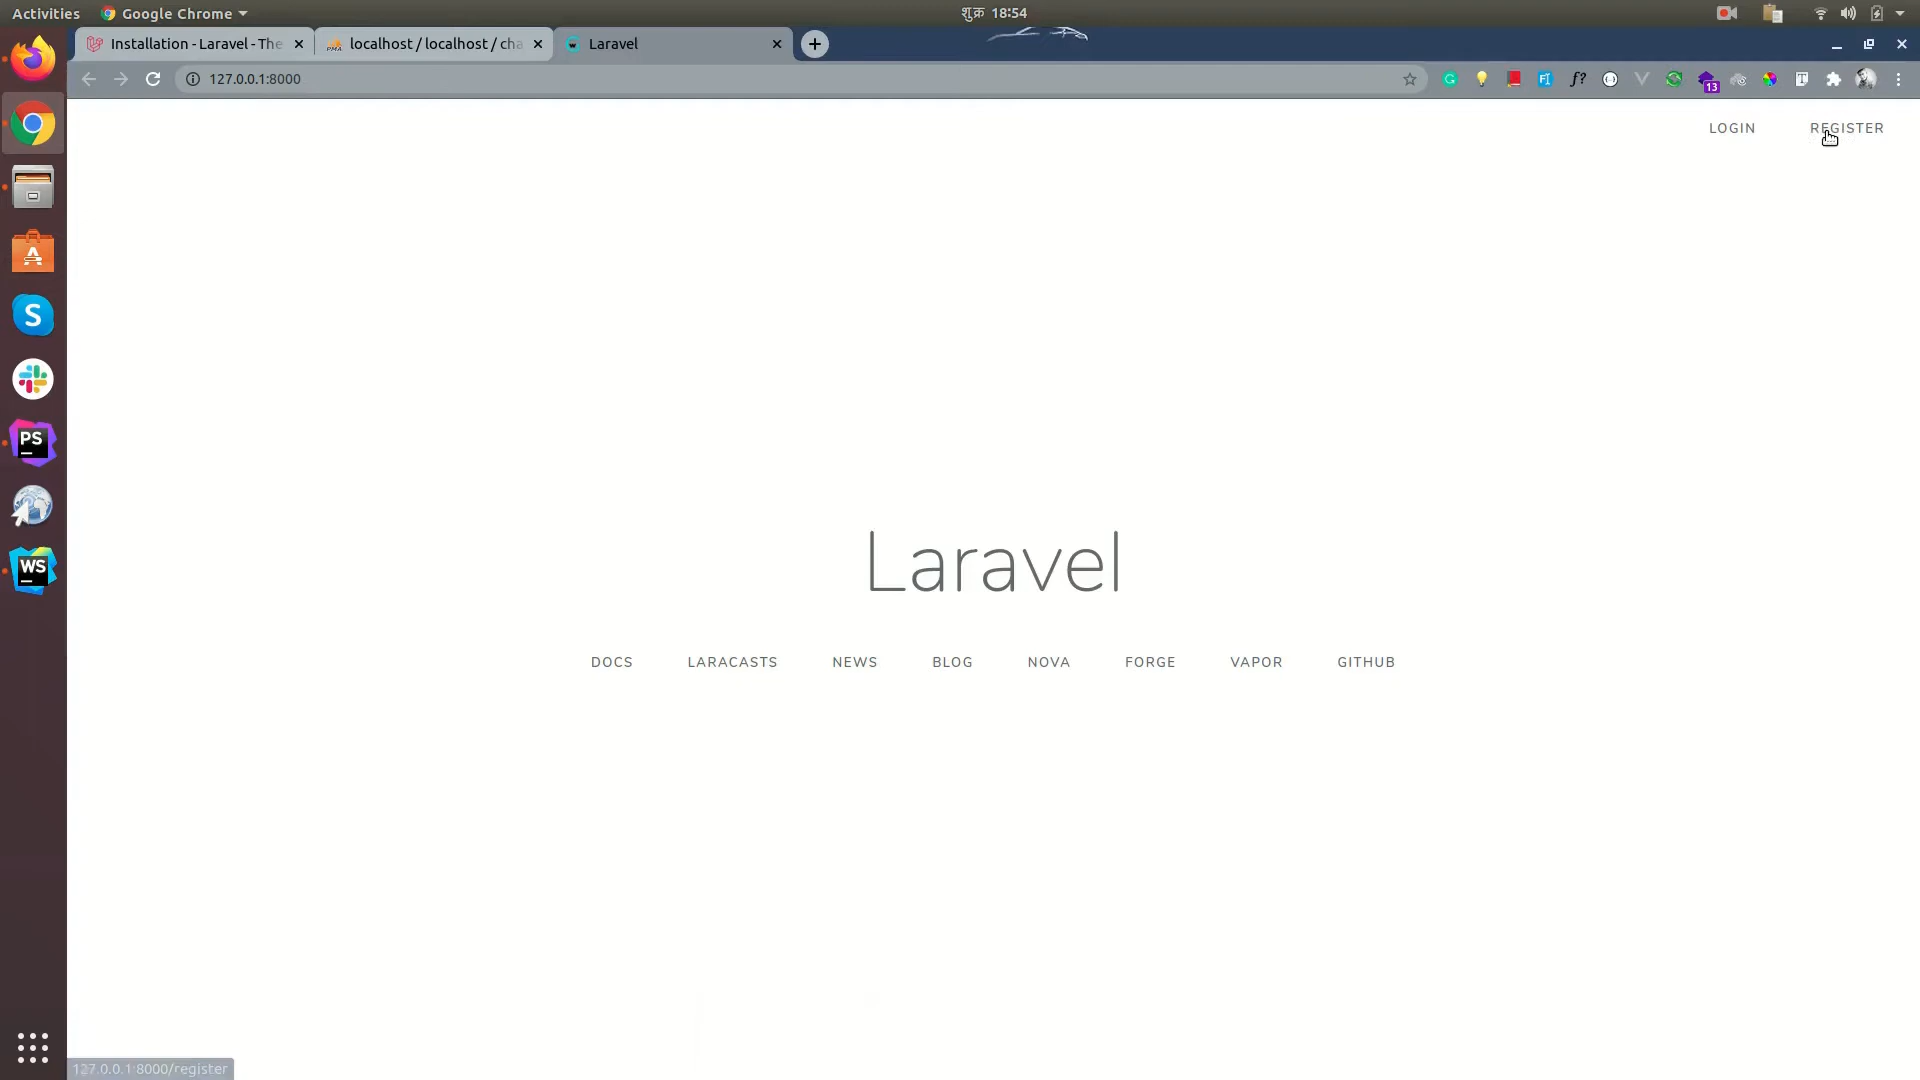 Activities Google Chrome शुक्र 18:54
Installation - Laravel - The localhost / localhost / cha Laravel
127.0.0.1:8000
13
LOGIN REGISTER
Laravel
DOCS LARACASTS NEWS BLOG NOVA FORGE VAPOR GITHUB
127.0.0.1:8000/register